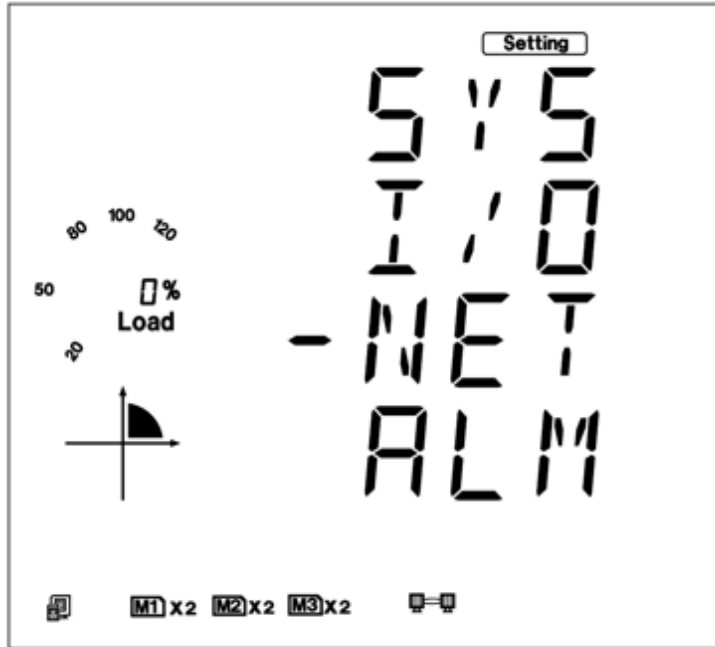 Setting
SYS
I/O
-NET
ALM
20 50 80 100 120
0%
Load
M1 X2 M2 X2 M3 X2